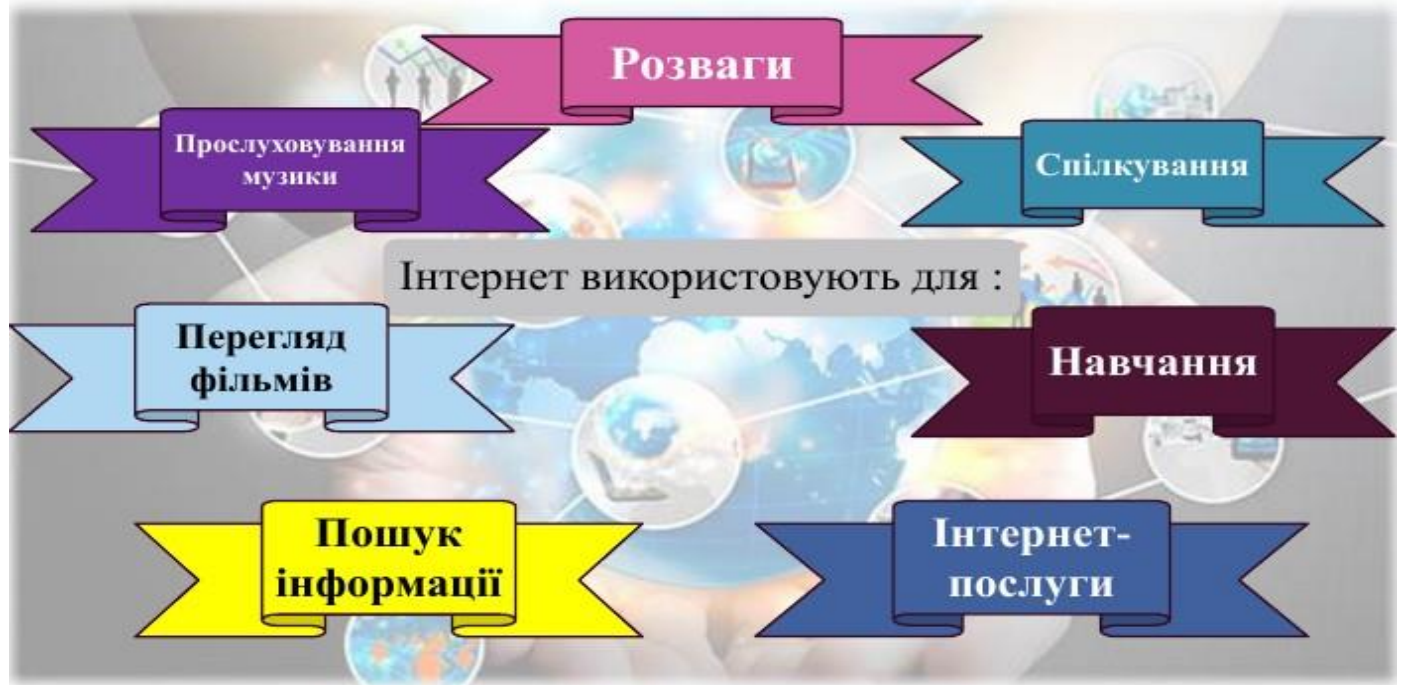 Розваги
Прослуховування
музики
Спілкування
Інтернет використовують для :
Перегляд
фільмів
Навчання
Пошук
інформації
Інтернет-
послуги